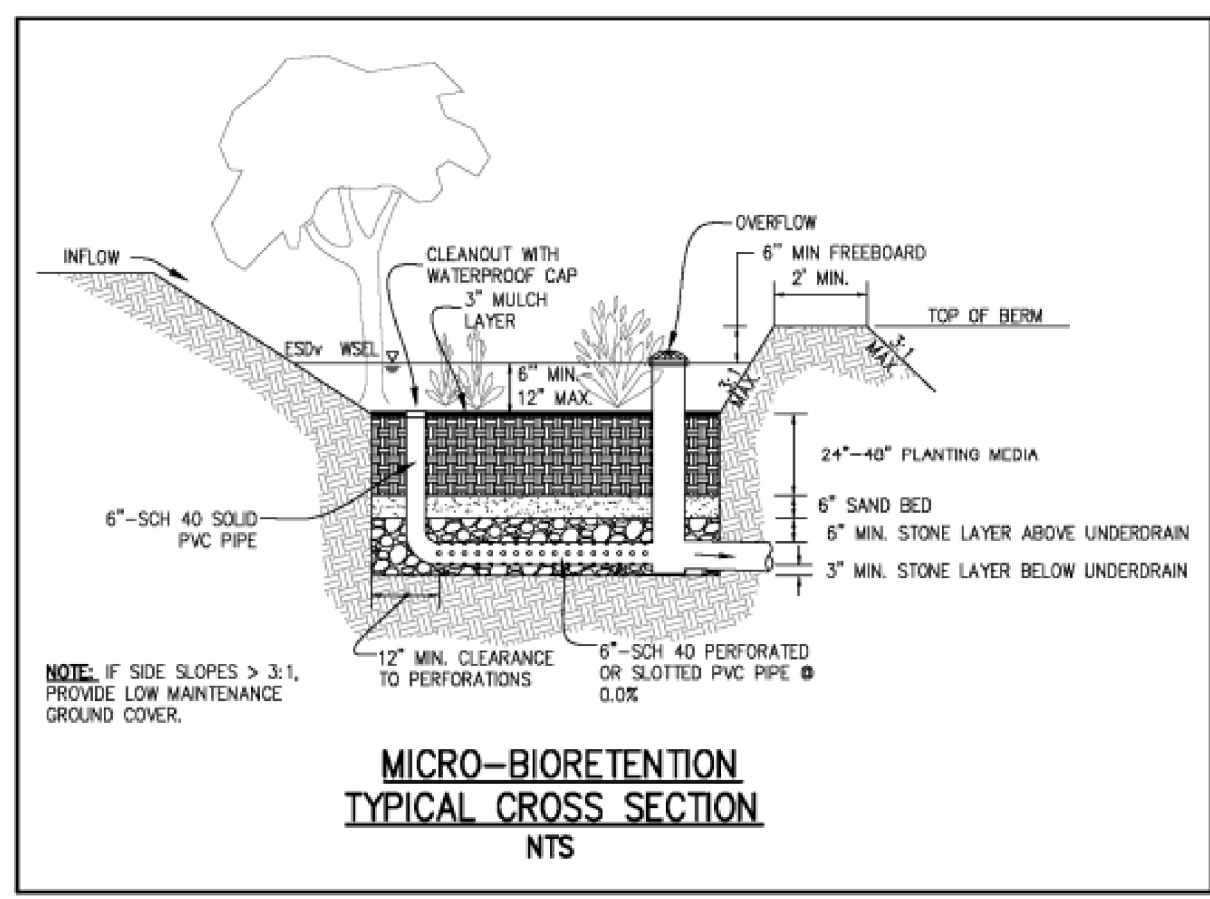 OVERFLOW
INFLOW
CLEANOUT WITH
WATERPROOF CAP
6" MIN FREEBOARD
2' MIN.
3" MULCH
LAYER
TOP OF BERM
ESDv WSEL
3:1
MAX.
3:1
MAX.
6" MIN.
12" MAX.
24"-48" PLANTING MEDIA
6" SAND BED
6"-SCH 40 SOLID
PVC PIPE
6" MIN. STONE LAYER ABOVE UNDERDRAIN
3" MIN. STONE LAYER BELOW UNDERDRAIN
12" MIN. CLEARANCE
TO PERFORATIONS
6"-SCH 40 PERFORATED
OR SLOTTED PVC PIPE @
0.0%
NOTE: IF SIDE SLOPES > 3:1,
PROVIDE LOW MAINTENANCE
GROUND COVER.
MICRO-BIORETENTION
TYPICAL CROSS SECTION
NTS